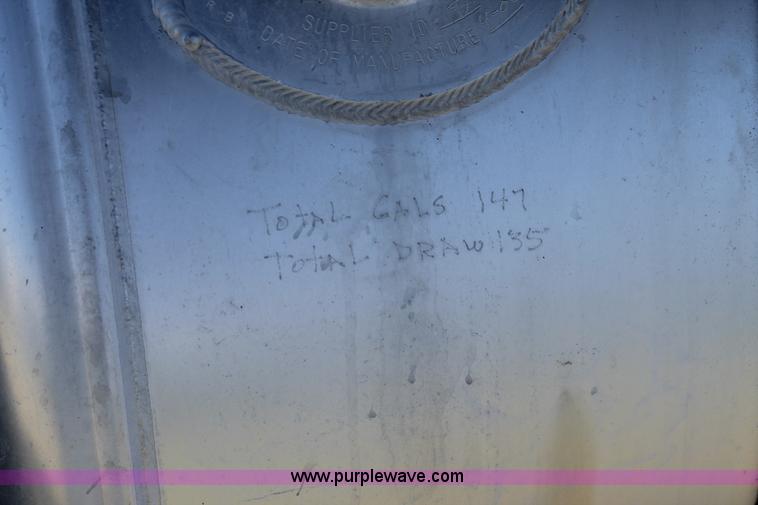 SUPPLIER ID
DATE OF MANUFACTURE
TOTAL GALS 147
TOTAL DRAW 135
www.purplewave.com